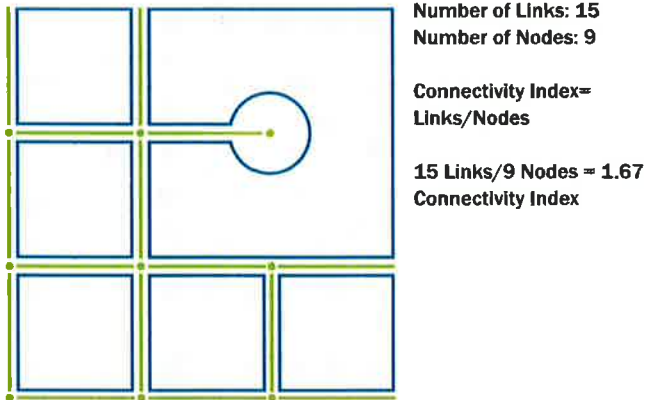 Number of Links: 15
Number of Nodes: 9
Connectivity Index=
Links/Nodes
15 Links/9 Nodes = 1.67
Connectivity Index